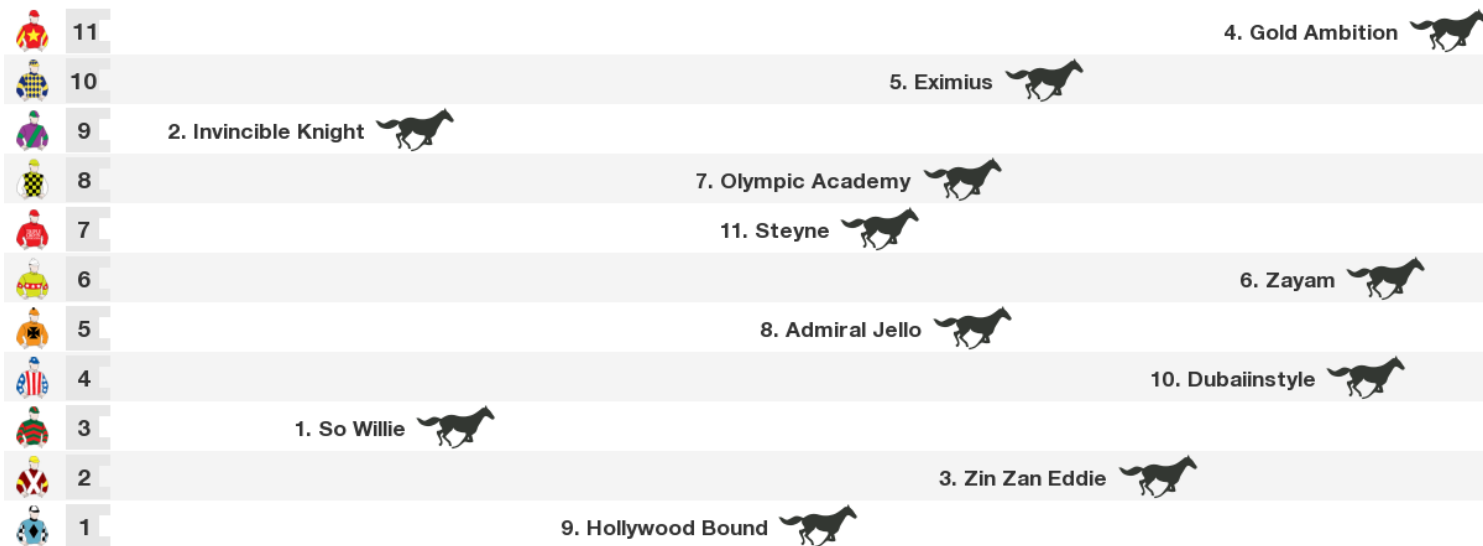 11 4. Gold Ambition
10 5. Eximius
9 2. Invincible Knight
8 7. Olympic Academy
7 11. Steyne
6 6. Zayam
5 8. Admiral Jello
4 10. Dubaiinstyle
3 1. So Willie
2 3. Zin Zan Eddie
1 9. Hollywood Bound